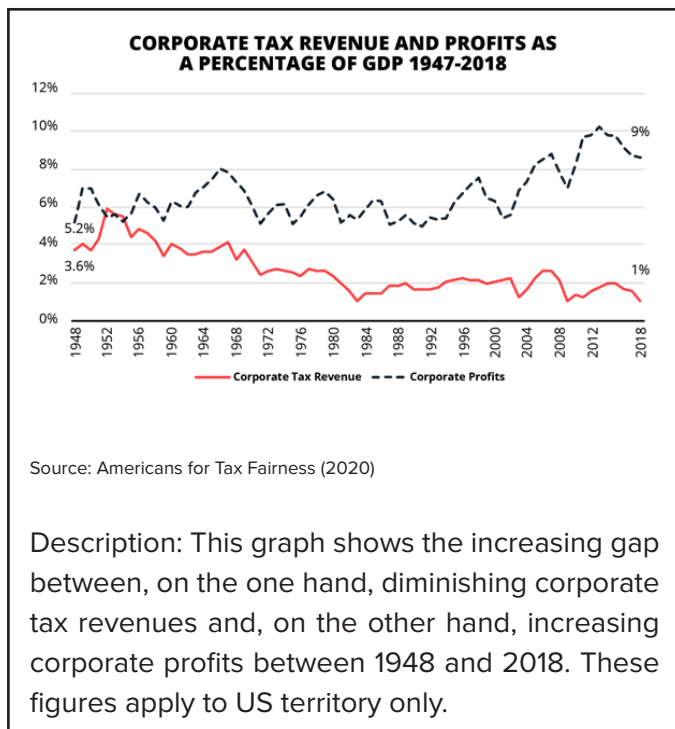 CORPORATE TAX REVENUE AND PROFITS AS
A PERCENTAGE OF GDP 1947-2018
12%
10%
9%
8%
6%
5.2%
4%
3.6%
2%
1%
0%
1948
1952
1956
1960
1964
1968
1972
1976
1980
1984
1988
1992
1996
2000
2004
2008
2012
2018
Corporate Tax Revenue
Corporate Profits
Source: Americans for Tax Fairness (2020)
Description: This graph shows the increasing gap
between, on the one hand, diminishing corporate
tax revenues and, on the other hand, increasing
corporate profits between 1948 and 2018. These
figures apply to US territory only.